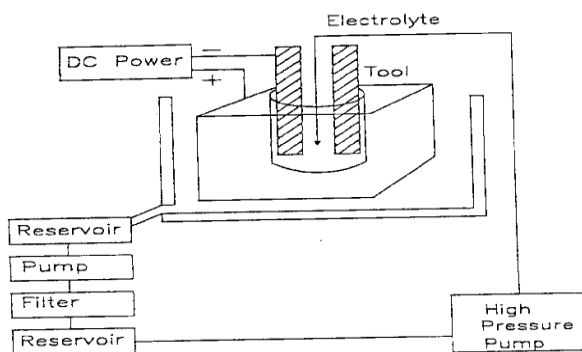 Electrolyte
DC Power
−
+
Tool
Reservoir
Pump
Filter
Reservoir
High
Pressure
Pump